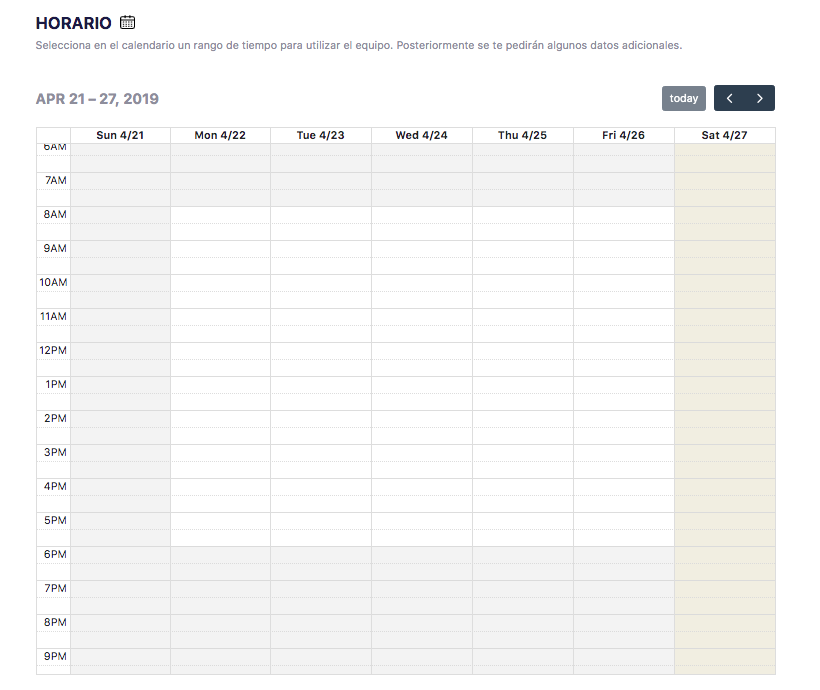 HORARIO
Selecciona en el calendario un rango de tiempo para utilizar el equipo. Posteriormente se te pedirán algunos datos adicionales.
APR 21 – 27, 2019
today
Sun 4/21 Mon 4/22 Tue 4/23 Wed 4/24 Thu 4/25 Fri 4/26 Sat 4/27
6AM
7AM
8AM
9AM
10AM
11AM
12PM
1PM
2PM
3PM
4PM
5PM
6PM
7PM
8PM
9PM